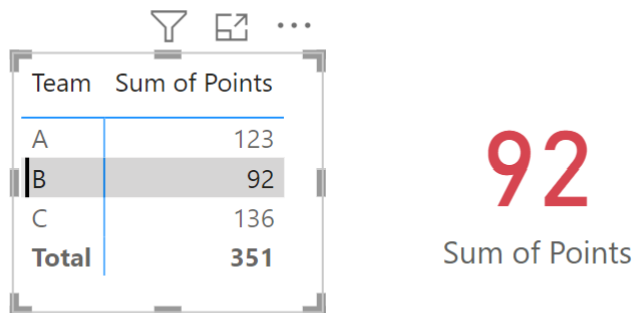 Team Sum of Points
A 123
B 92
C 136
Total 351
92
Sum of Points